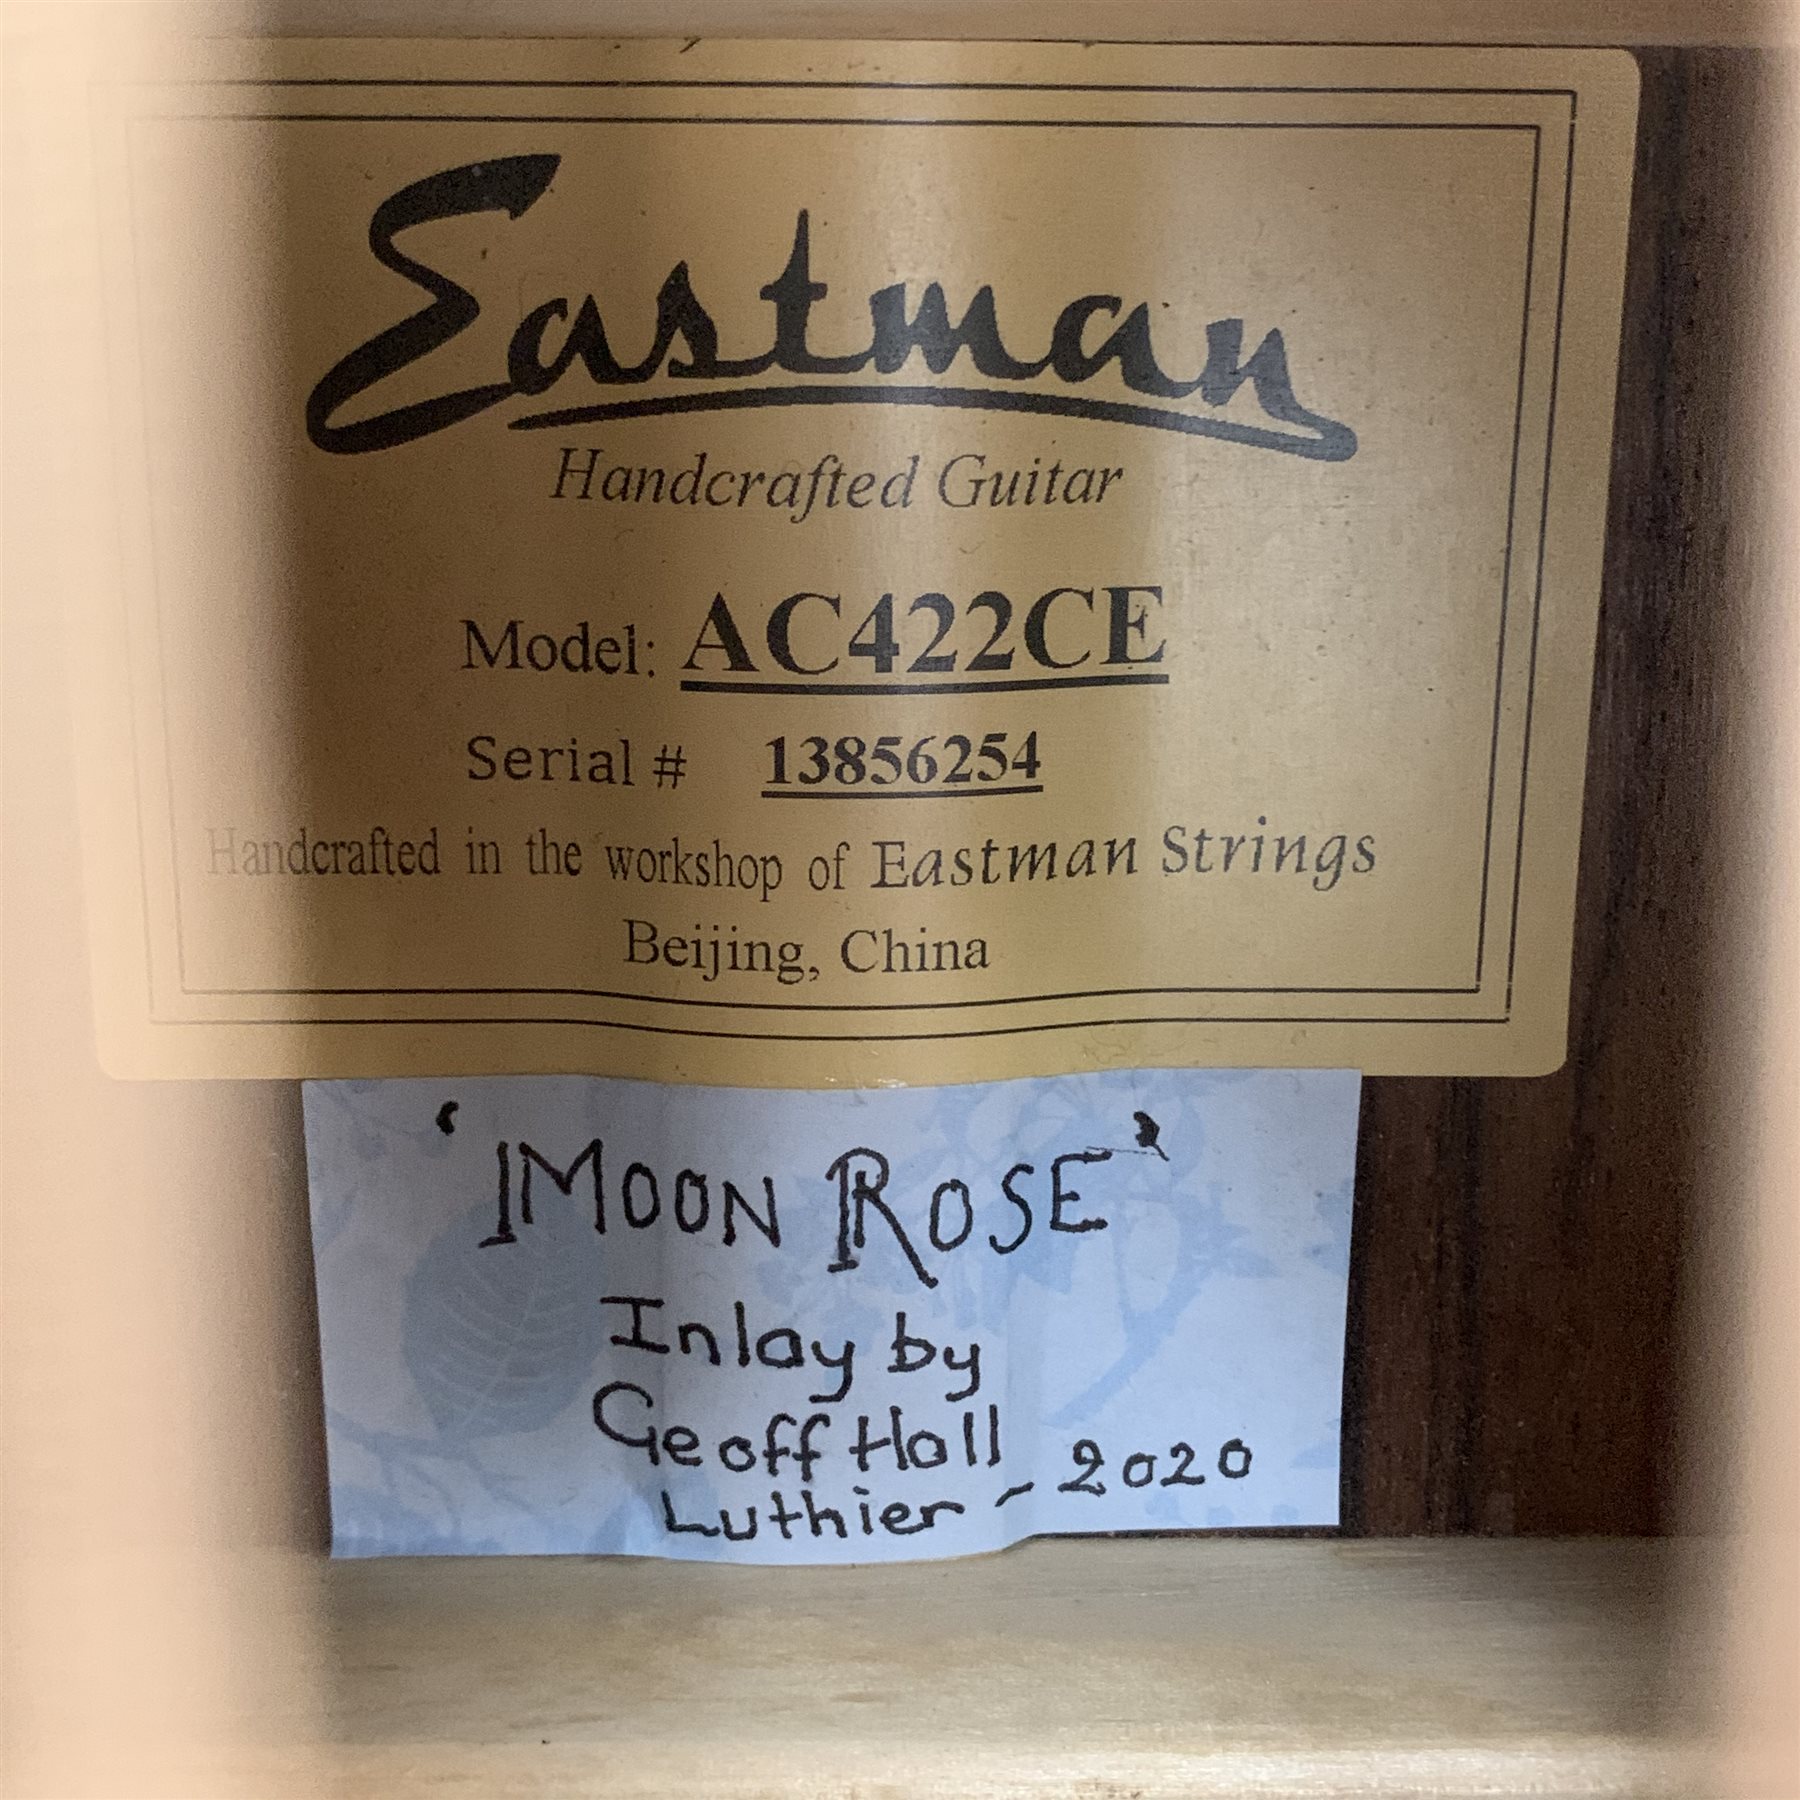 Eastman
Handcrafted Guitar
Model: AC422CE
Serial # 13856254
Handcrafted in the workshop of Eastman Strings
Beijing, China
‘MOON ROSE’
Inlay by
Geoff Hall
Luthier - 2020